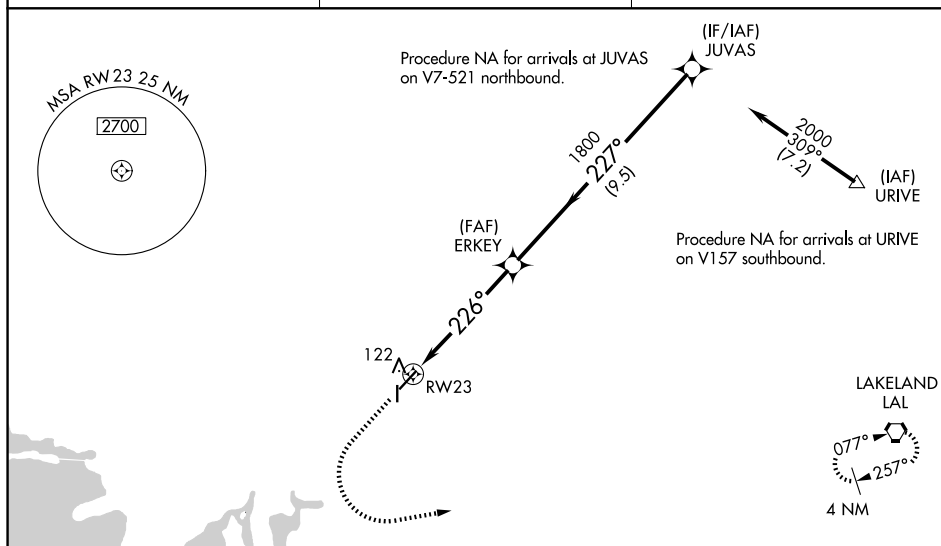 (IF/IAF)
JUVAS
Procedure NA for arrivals at JUVAS
on V7-521 northbound.
MSA RW 23 25 NM
2700
1800
227°
(9.5)
2000
309°
(7.2)
(IAF)
URIVE
(FAF)
ERKEY
Procedure NA for arrivals at URIVE
on V157 southbound.
226°
122
RW23
LAKELAND
LAL
077°
257°
4 NM